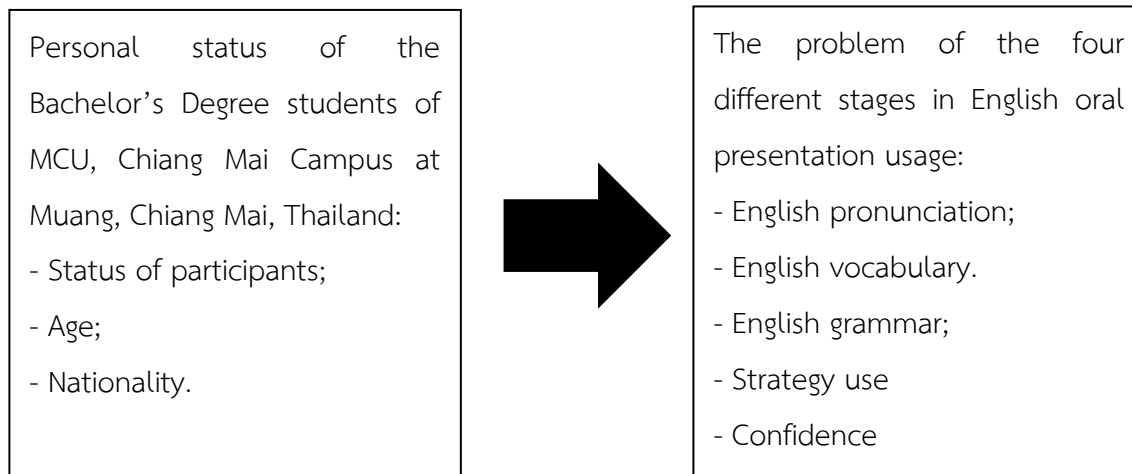 Personal status of the
Bachelor’s Degree students of
MCU, Chiang Mai Campus at
Muang, Chiang Mai, Thailand:
- Status of participants;
- Age;
- Nationality.
The problem of the four
different stages in English oral
presentation usage:
- English pronunciation;
- English vocabulary.
- English grammar;
- Strategy use
- Confidence